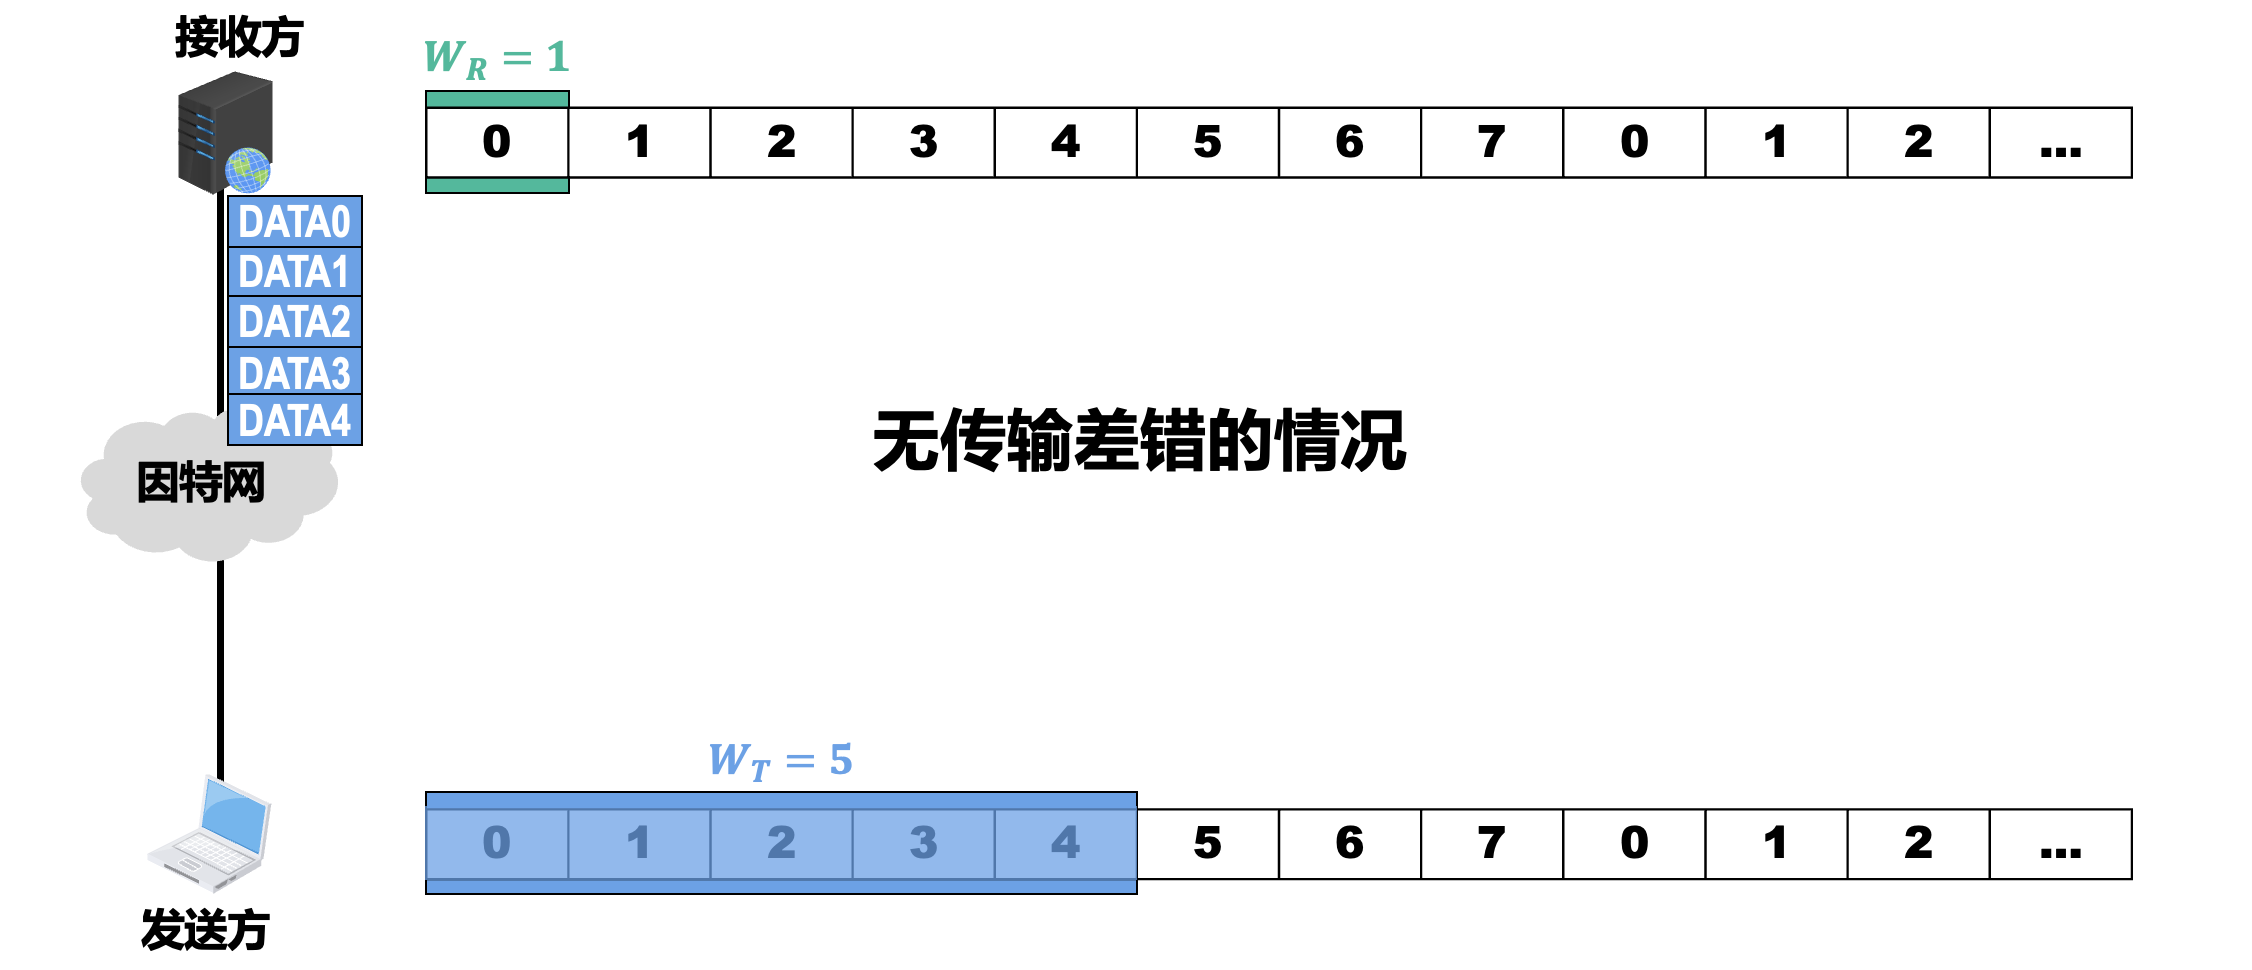 接收方
W_R = 1
0 1 2 3 4 5 6 7 0 1 2 ...
DATA0
DATA1
DATA2
DATA3
DATA4
因特网
无传输差错的情况
W_T = 5
0 1 2 3 4 5 6 7 0 1 2 ...
发送方